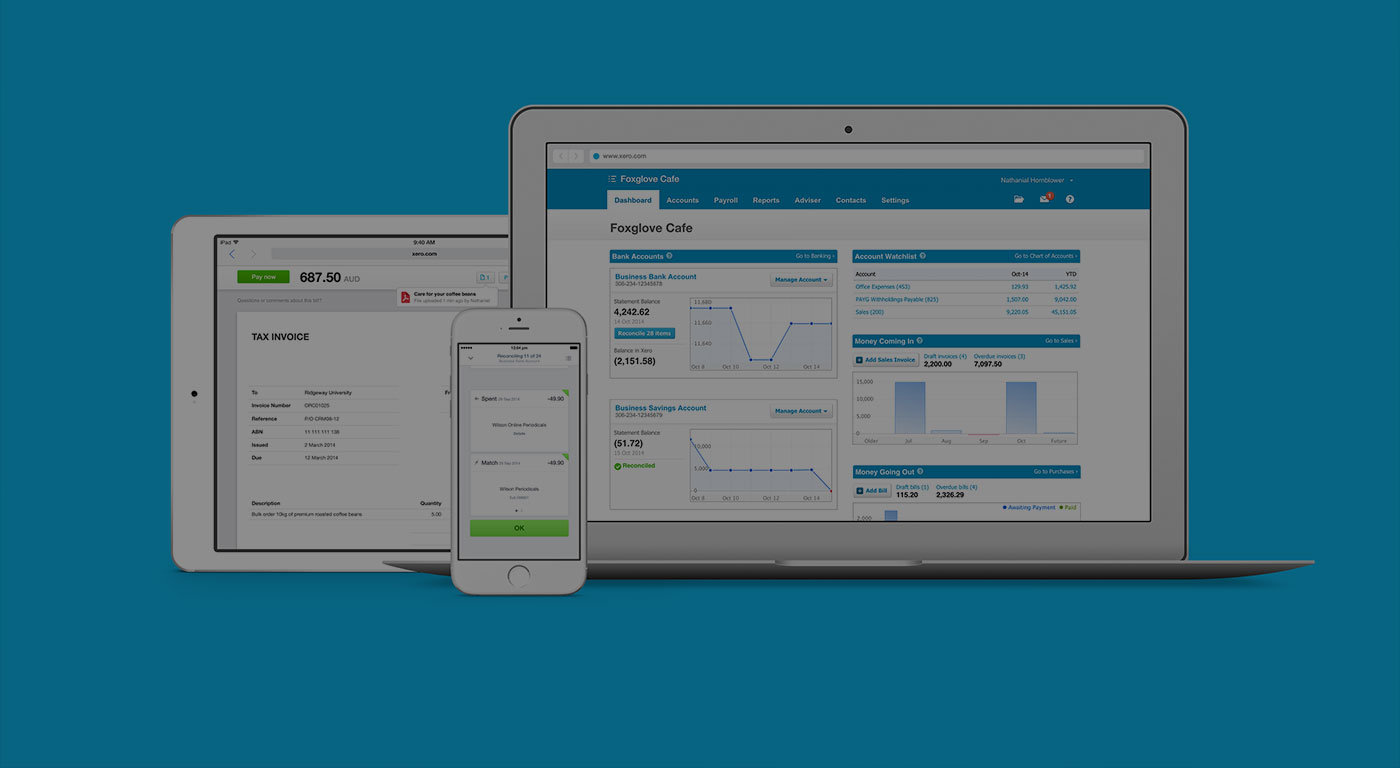 iPad
9:40 AM
xero.com
Pay now
687.50 AUD
1
Care for your coffee beans
File uploaded 1 min ago by Nathaniel
Questions or comments about the bill?
TAX INVOICE
To Ridgeway University
Invoice Number ORC01025
Reference P/O CRM08-12
ABN 11 111 111 138
Issued 2 March 2014
Due 12 March 2014
Description Quantity
Bulk order 10kg of premium roasted coffee beans 5.00
Reconciling 11 of 24
Business Bank Account
Spent 09 Sep 2014 -49.90
Wilson Online Periodicals
Details
Match 09 Sep 2014 -49.90
Wilson Periodicals
OK
www.xero.com
Foxglove Cafe
Nathanial Hornblower
Dashboard Accounts Payroll Reports Adviser Contacts Settings
1
?
Foxglove Cafe
Bank Accounts ? Go to Banking ›
Business Bank Account
306-234-12345678
Manage Account
Statement Balance
4,242.62
14 Oct 2014
Reconcile 28 items
Balance in Xero
(2,151.58)
11,680
11,660
11,640
Oct 8 Oct 10 Oct 12 Oct 14
Business Savings Account
306-234-12345679
Manage Account
Statement Balance
(51.72)
15 Oct 2014
Reconciled
10,000
5,000
0
Oct 8 Oct 10 Oct 12 Oct 14
Account Watchlist ? Go to Chart of Accounts ›
Account Oct-14 YTD
Office Expenses (453) 129.93 1,425.92
PAYG Withholdings Payable (825) 1,507.00 9,042.00
Sales (200) 9,220.05 45,151.05
Money Coming In ? Go to Sales ›
Add Sales Invoice
Draft invoices (4) Overdue invoices (3)
2,200.00 7,097.50
15,000
10,000
5,000
0
Older Jul Aug Sep Oct Future
Money Going Out ? Go to Purchases ›
Add Bill
Draft bills (1) Overdue bills (4)
115.20 2,326.29
Awaiting Payment Paid
2,000